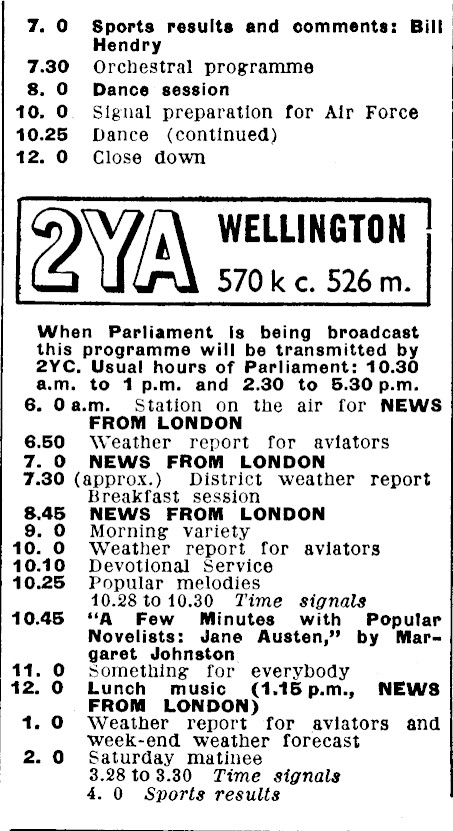 7. 0 Sports results and comments: Bill
Hendry
7.30 Orchestral programme
8. 0 Dance session
10. 0 Signal preparation for Air Force
10.25 Dance (continued)
12. 0 Close down
2YA WELLINGTON
570 k c. 526 m.
When Parliament is being broadcast
this programme will be transmitted by
2YC. Usual hours of Parliament: 10.30
a.m. to 1 p.m. and 2.30 to 5.30 p.m.
6. 0 a.m. Station on the air for NEWS
FROM LONDON
6.50 Weather report for aviators
7. 0 NEWS FROM LONDON
7.30 (approx.) District weather report
Breakfast session
8.45 NEWS FROM LONDON
9. 0 Morning variety
10. 0 Weather report for aviators
10.10 Devotional Service
10.25 Popular melodies
10.28 to 10.30 Time signals
10.45 "A Few Minutes with Popular
Novelists: Jane Austen," by Mar-
garet Johnston
11. 0 Something for everybody
12. 0 Lunch music (1.15 p.m., NEWS
FROM LONDON)
1. 0 Weather report for aviators and
week-end weather forecast
2. 0 Saturday matinee
3.28 to 3.30 Time signals
4. 0 Sports results